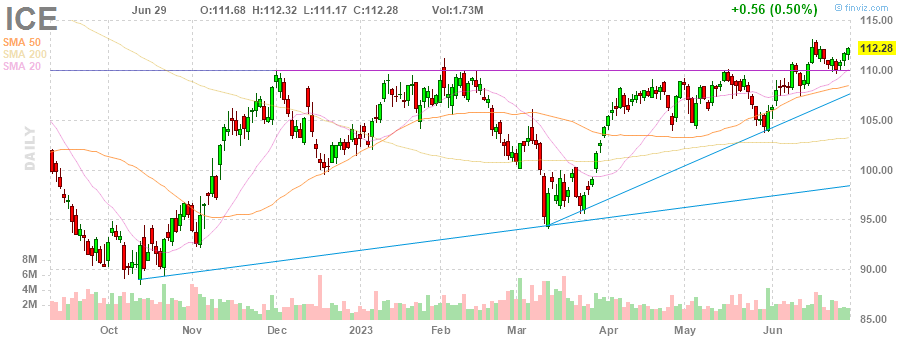 ICE
Jun 29 O:111.68 H:112.32 L:111.17 C:112.28 Vol:1.73M +0.56 (0.50%)
© finviz.com
SMA 50
SMA 200
SMA 20
DAILY
115.00
112.28
110.00
105.00
100.00
95.00
90.00
85.00
8M
6M
4M
2M
Oct Nov Dec 2023 Feb Mar Apr May Jun